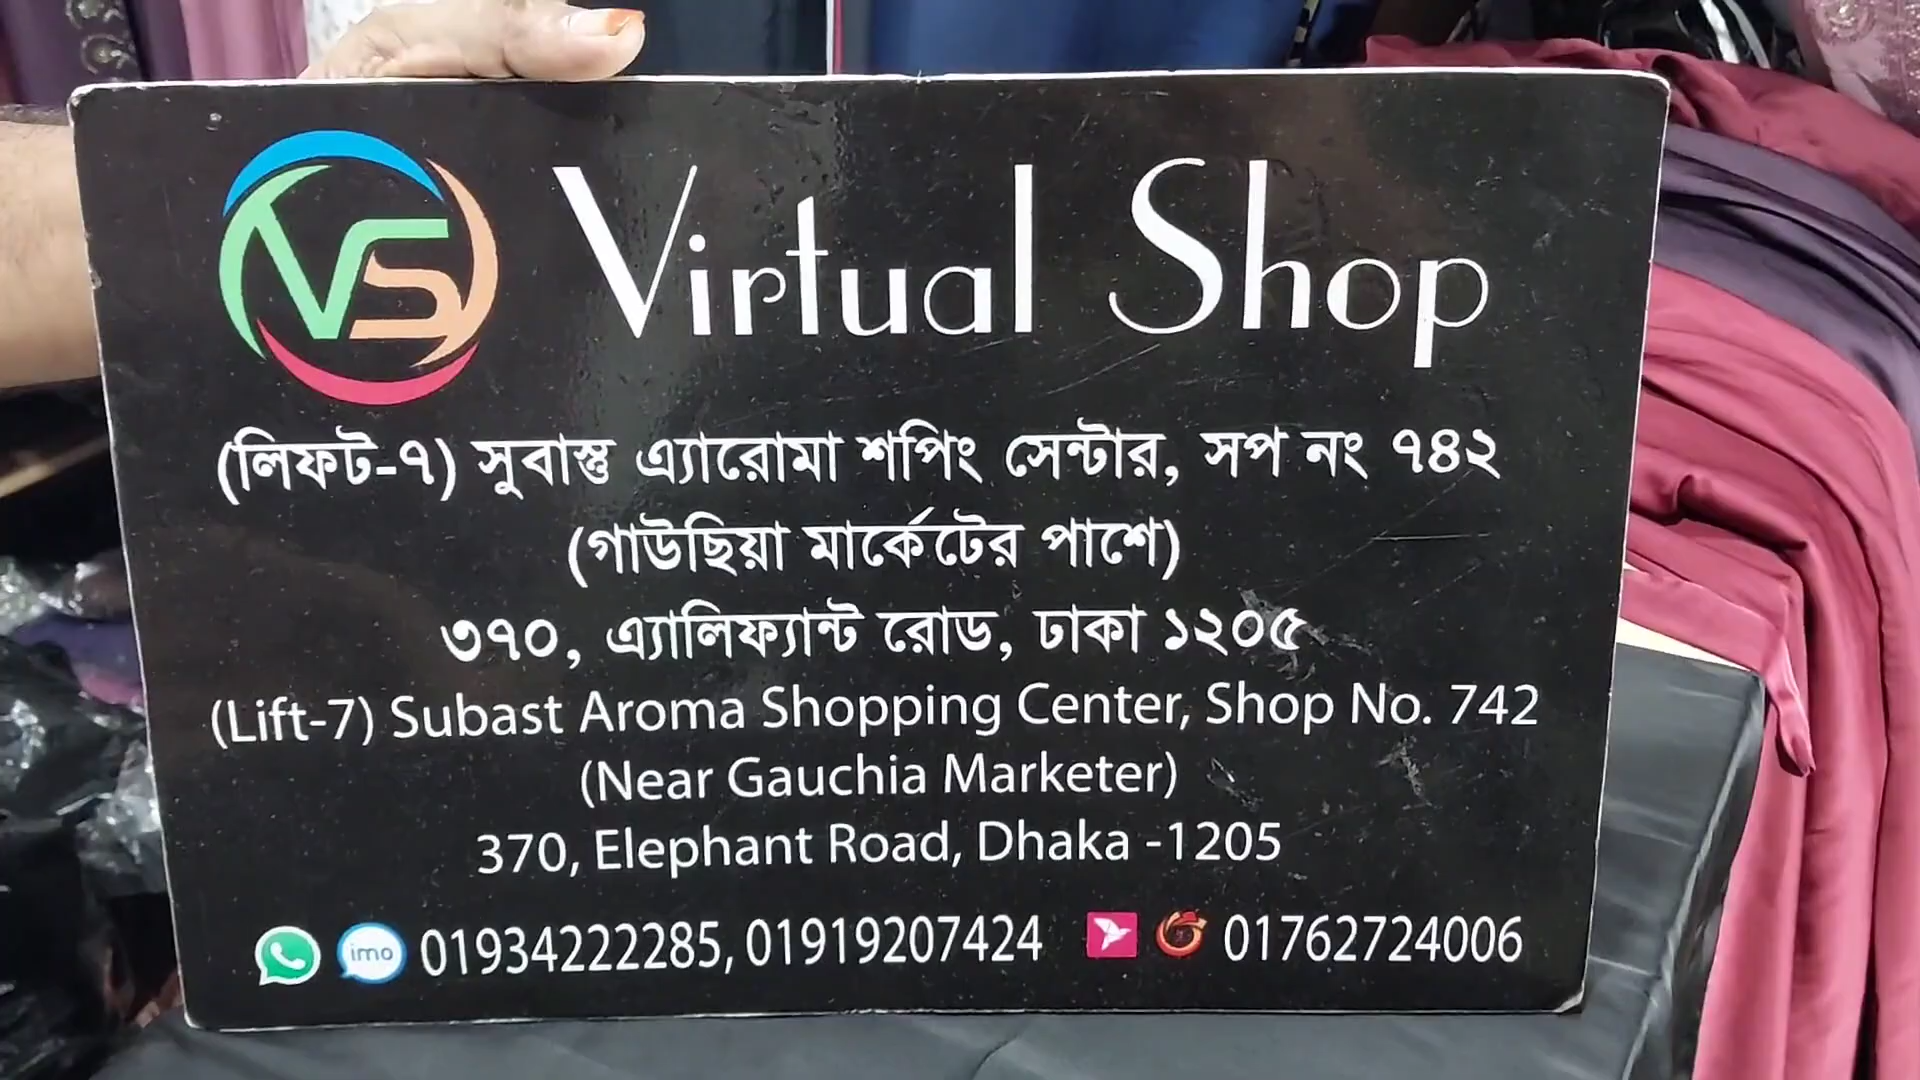 VS Virtual Shop
(লিফট-৭) সুবাস্তু এ্যারোমা শপিং সেন্টার, সপ নং ৭৪২
(গাউছিয়া মার্কেটের পাশে)
৩৭০, এ্যালিফ্যান্ট রোড, ঢাকা ১২০৫
(Lift-7) Subast Aroma Shopping Center, Shop No. 742
(Near Gauchia Marketer)
370, Elephant Road, Dhaka -1205
imo 01934222285, 01919207424 01762724006